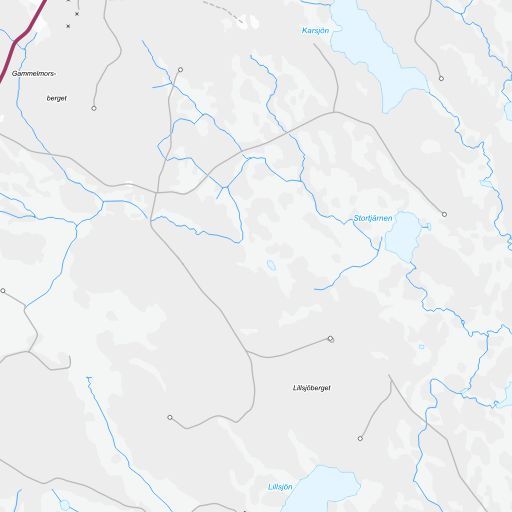 Karsjön
Gammelmors-
berget
Stortjärnen
Lillsjöberget
Lillsjön